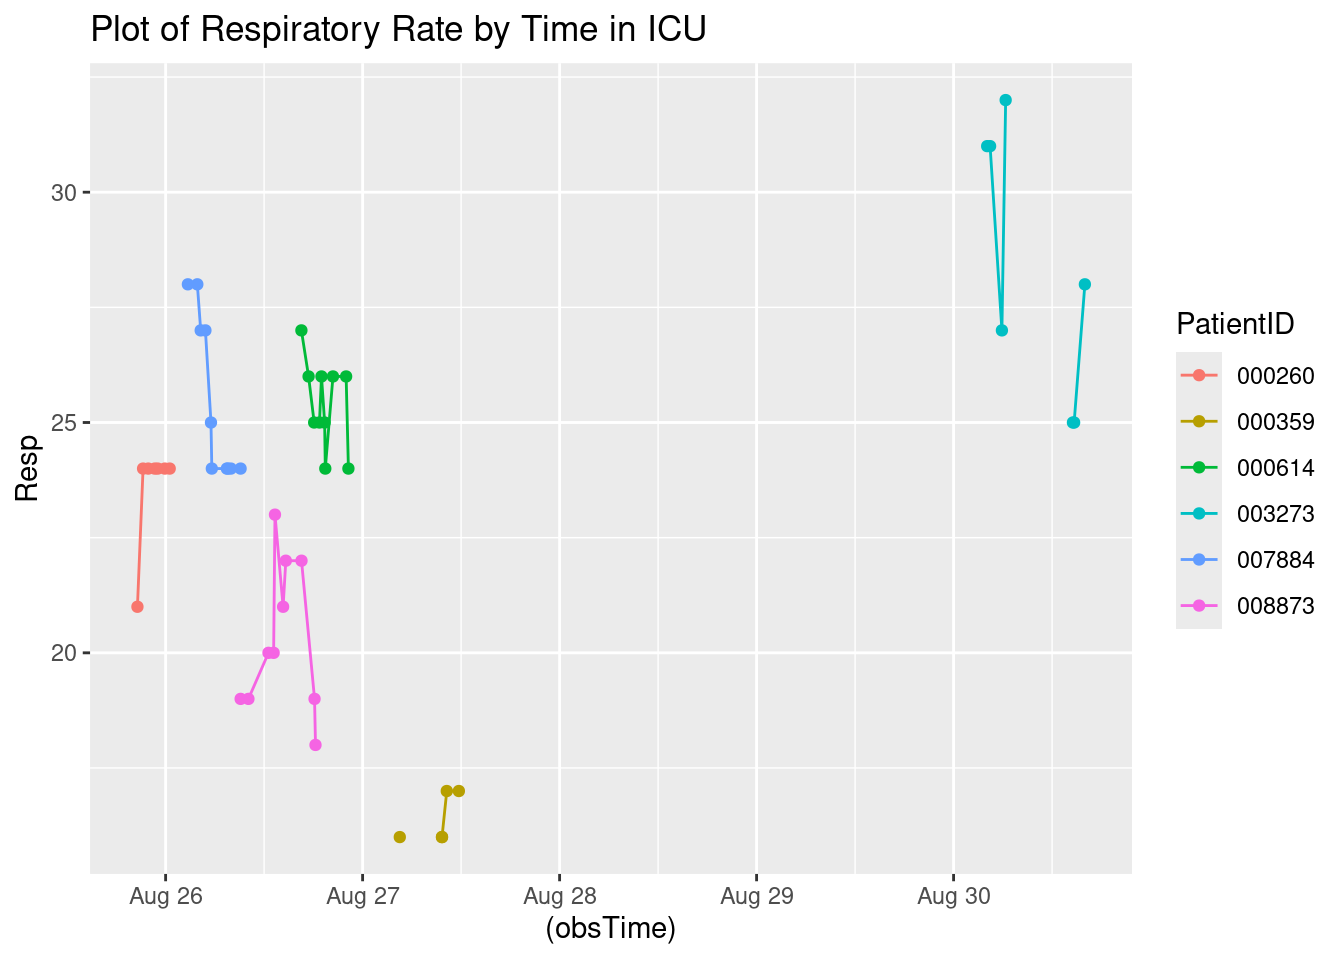 Plot of Respiratory Rate by Time in ICU
Resp
30
25
20
Aug 26
Aug 27
Aug 28
Aug 29
Aug 30
(obsTime)
PatientID
000260
000359
000614
003273
007884
008873